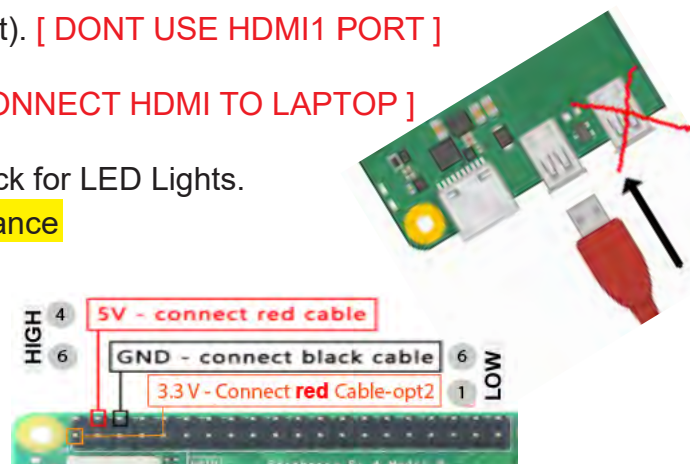 t). [ DONT USE HDMI1 PORT ]
ONNECT HDMI TO LAPTOP ]
ck for LED Lights.
ance
HIGH
4 5V - connect red cable
6 GND - connect black cable 6
3.3 V - Connect red Cable-opt2 1
LOW